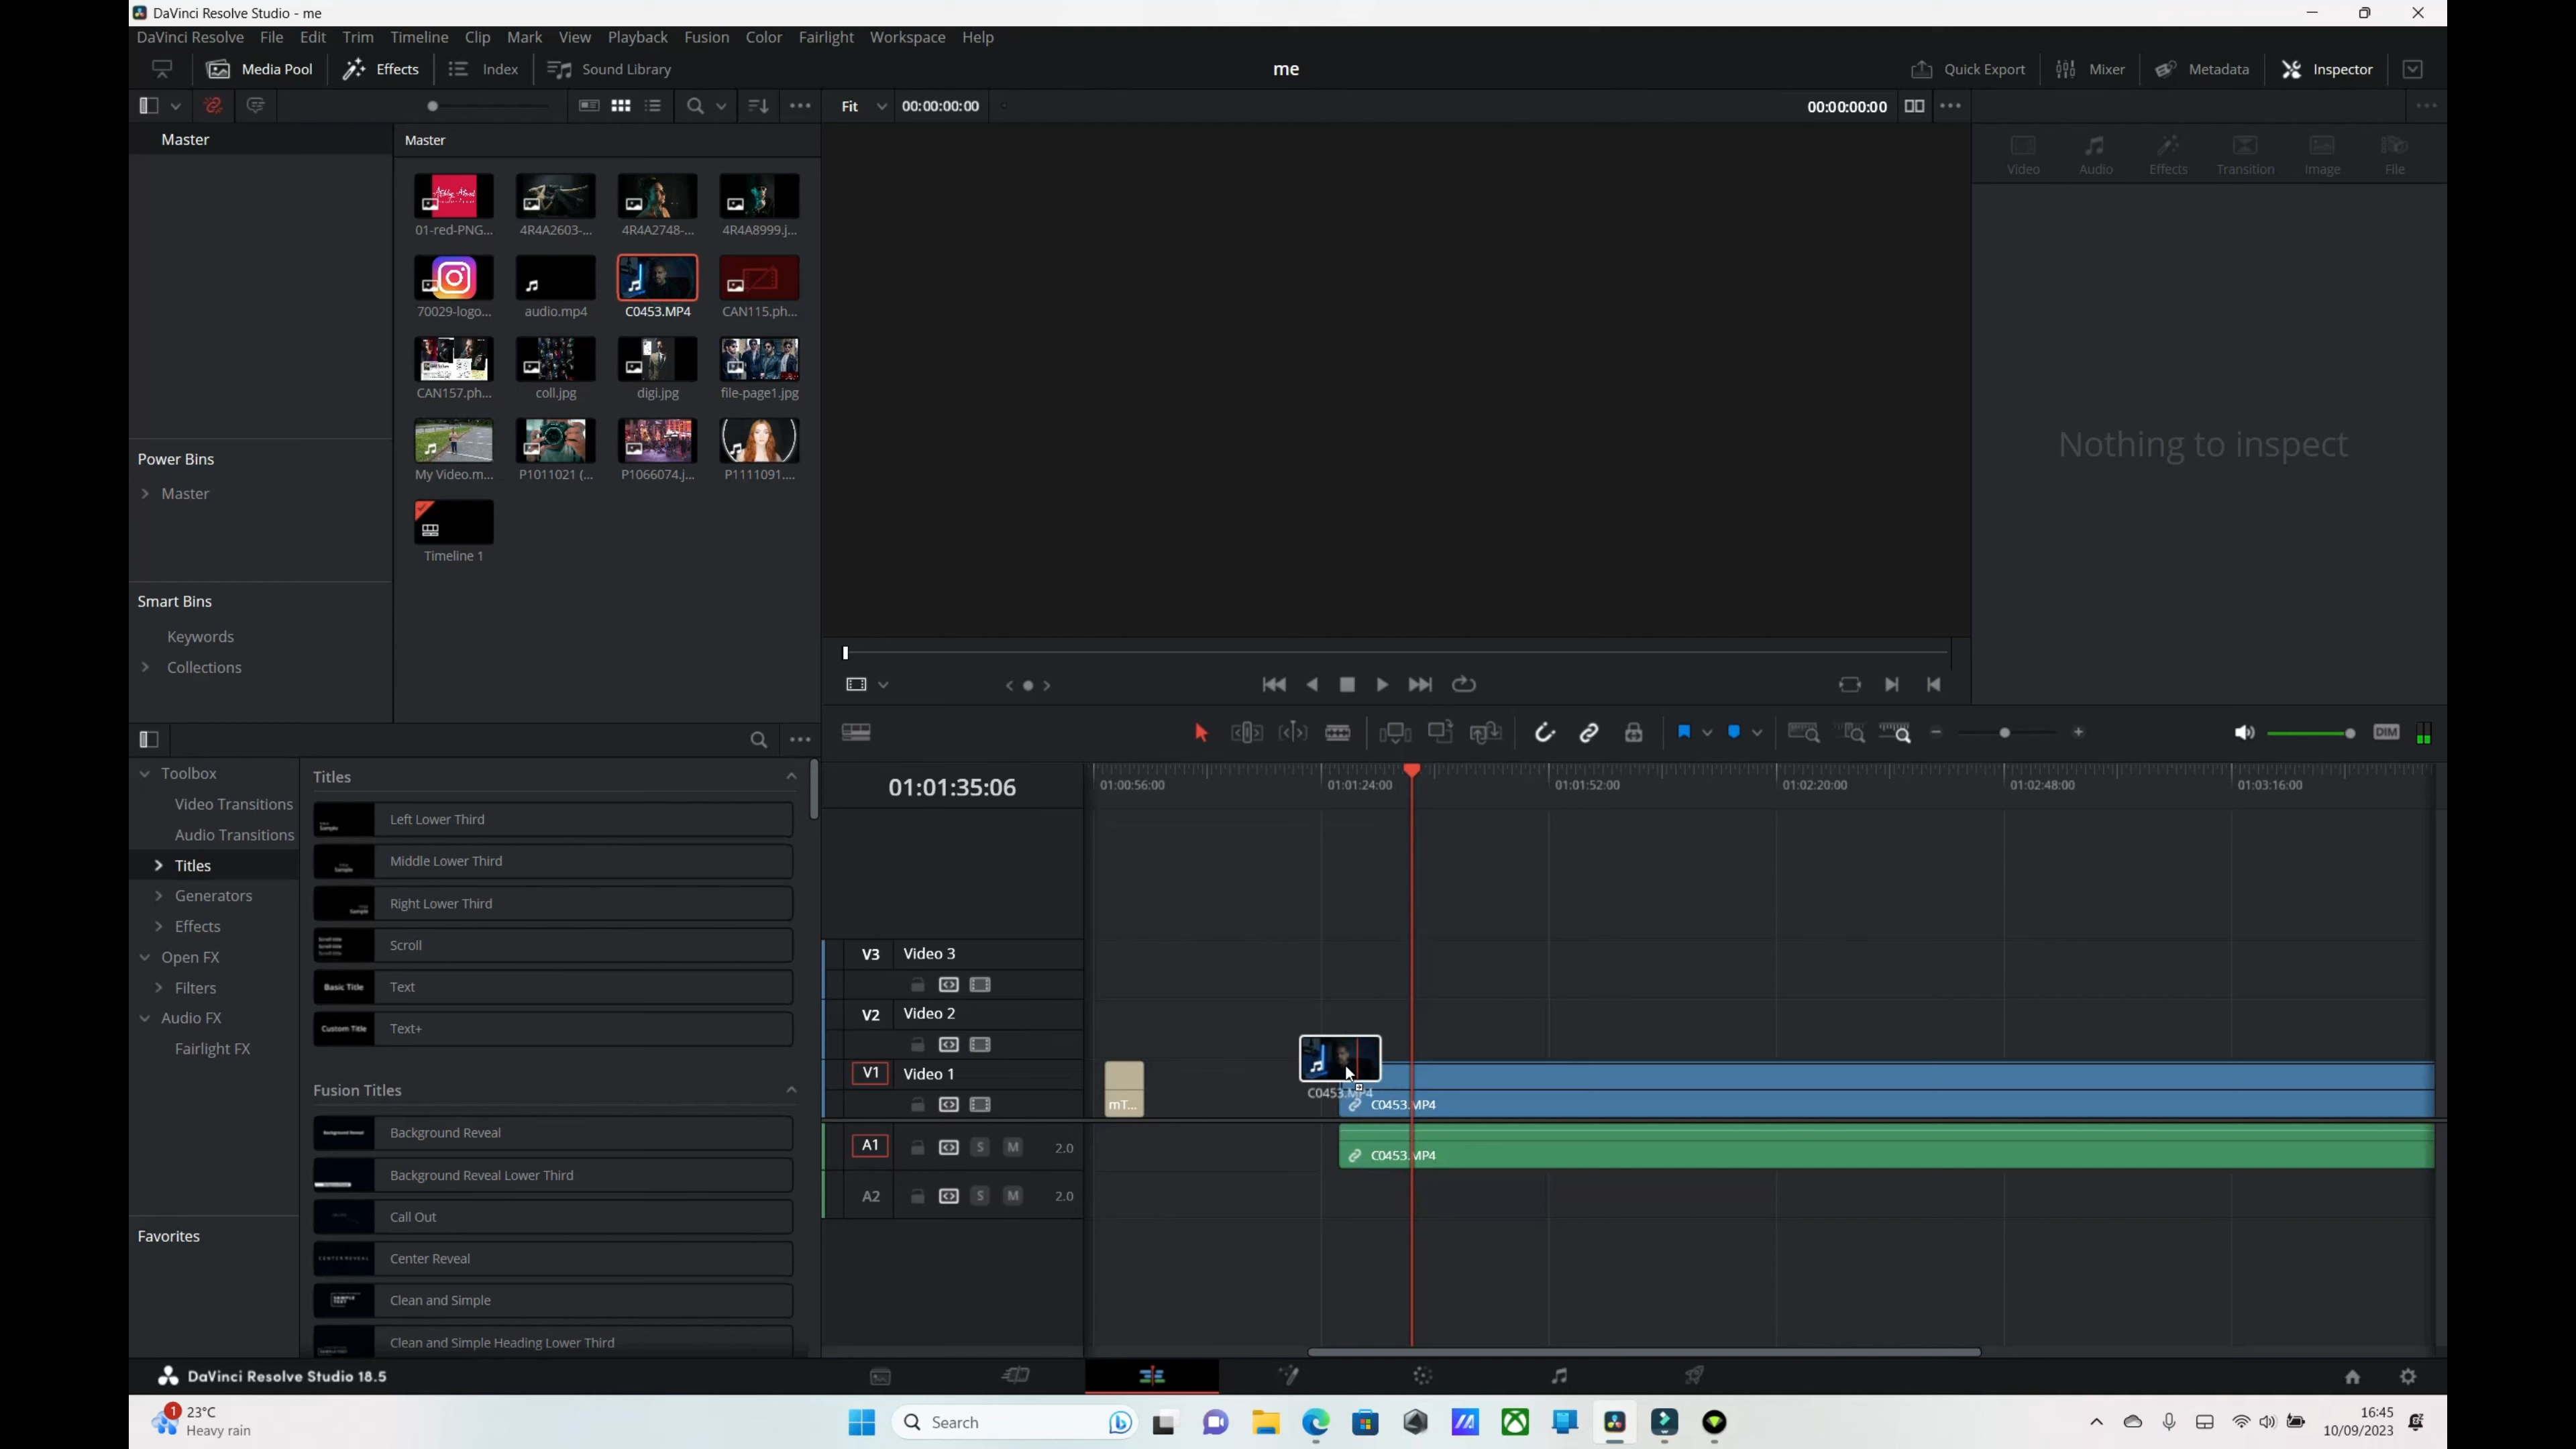 DaVinci Resolve Studio - me
DaVinci Resolve File Edit Trim Timeline Clip Mark View Playback Fusion Color Fairlight Workspace Help
Media Pool Effects Index Sound Library me Quick Export Mixer Metadata Inspector
Fit 00:00:00:00 00:00:00:00
Master Master
Video Audio Effects Transition Image File
01-red-PNG... 4R4A2603-... 4R4A2748-... 4R4A8999.j...
70029-logo... audio.mp4 C0453.MP4 CAN115.ph...
CAN157.ph... coll.jpg digi.jpg file-page1.jpg
Nothing to inspect
Power Bins
My Video.m... P1011021 (... P1066074.j... P1111091....
Master
Timeline 1
Smart Bins
Keywords
Collections
DIM
Toolbox
Video Transitions
Audio Transitions
Titles
Generators
Effects
Open FX
Filters
Audio FX
Fairlight FX
Favorites
Titles
Left Lower Third
Middle Lower Third
Right Lower Third
Scroll
Basic Title Text
Custom Title Text+
Fusion Titles
Background Reveal
Background Reveal Lower Third
Call Out
CENTER REVEAL Center Reveal
Clean and Simple
Clean and Simple Heading Lower Third
01:01:35:06
01:00:56:00 01:01:24:00 01:01:52:00 01:02:20:00 01:02:48:00 01:03:16:00
V3 Video 3
V2 Video 2
V1 Video 1
C0453.MP4
mT... C0453.MP4
A1 S M 2.0 C0453.MP4
A2 S M 2.0
DaVinci Resolve Studio 18.5
1 23°C
Heavy rain
Search
16:45
10/09/2023